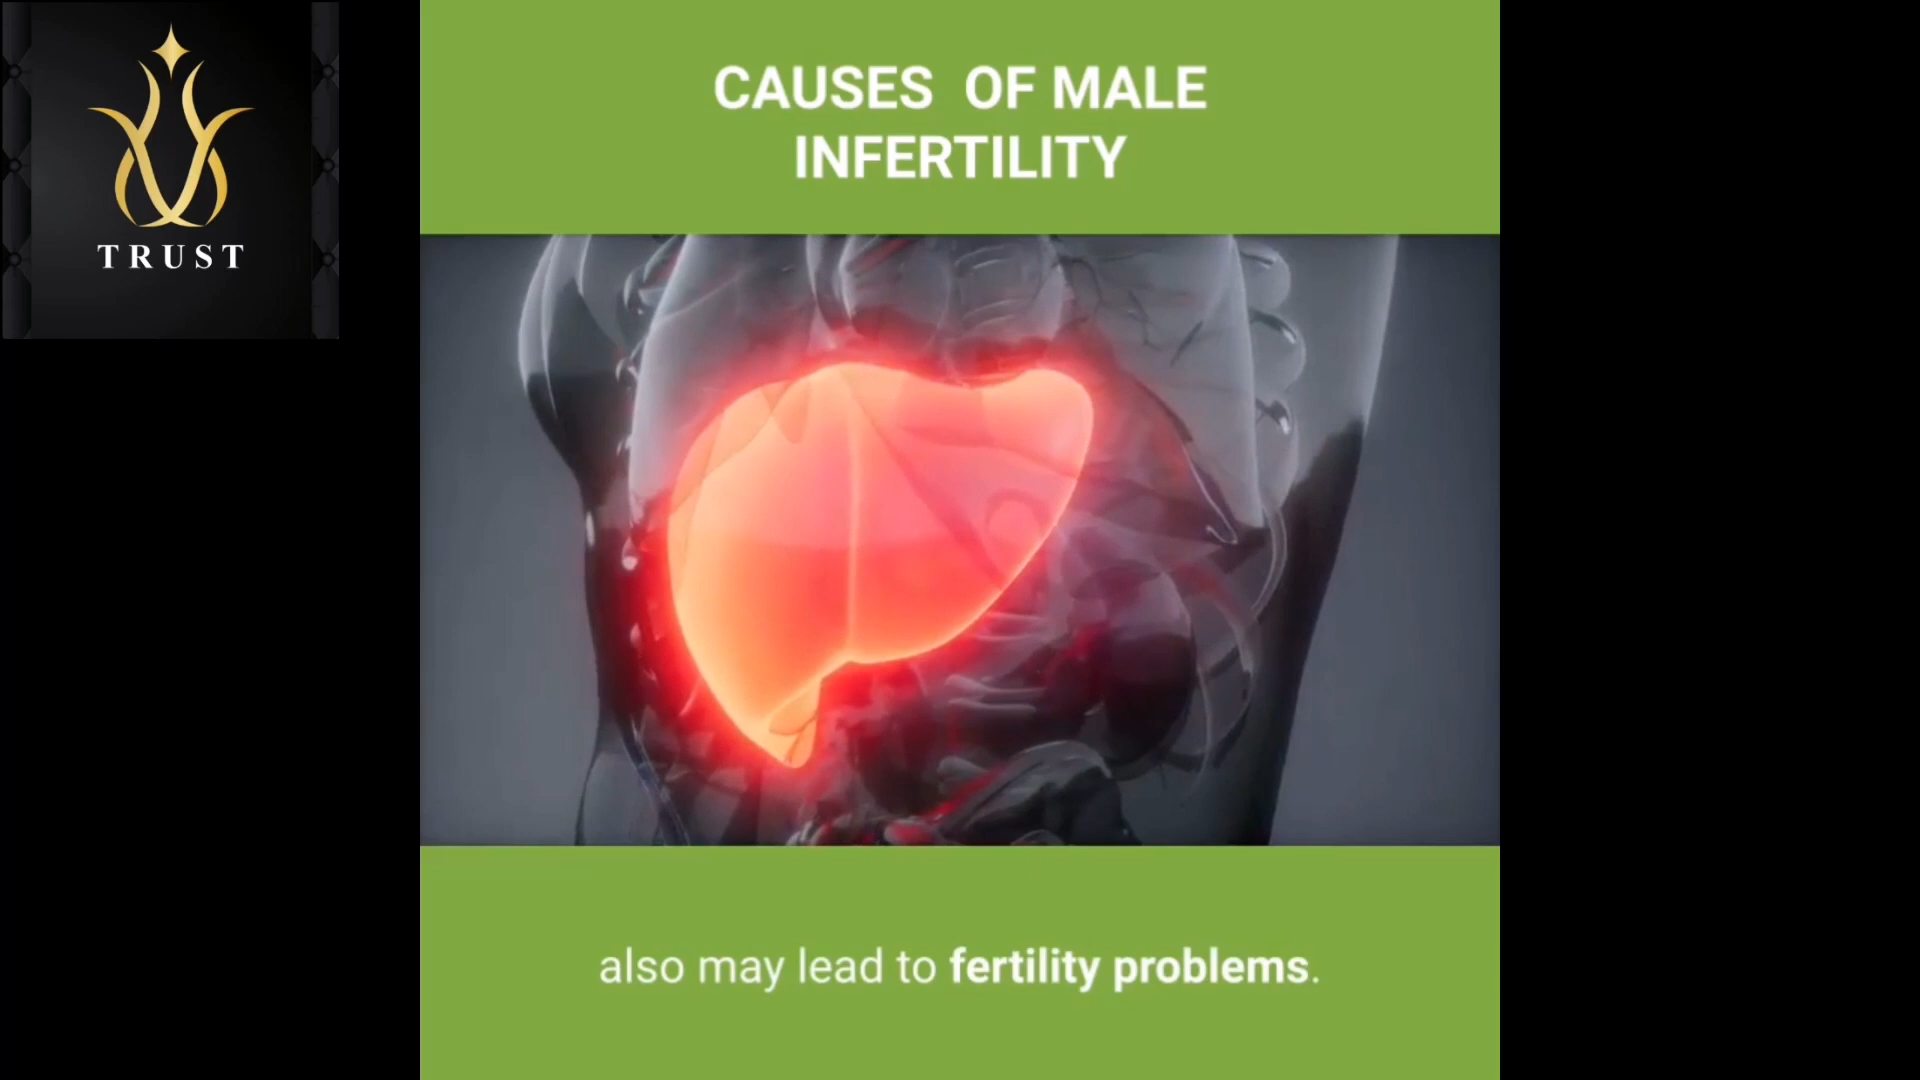 TRUST
CAUSES OF MALE
INFERTILITY
also may lead to fertility problems.